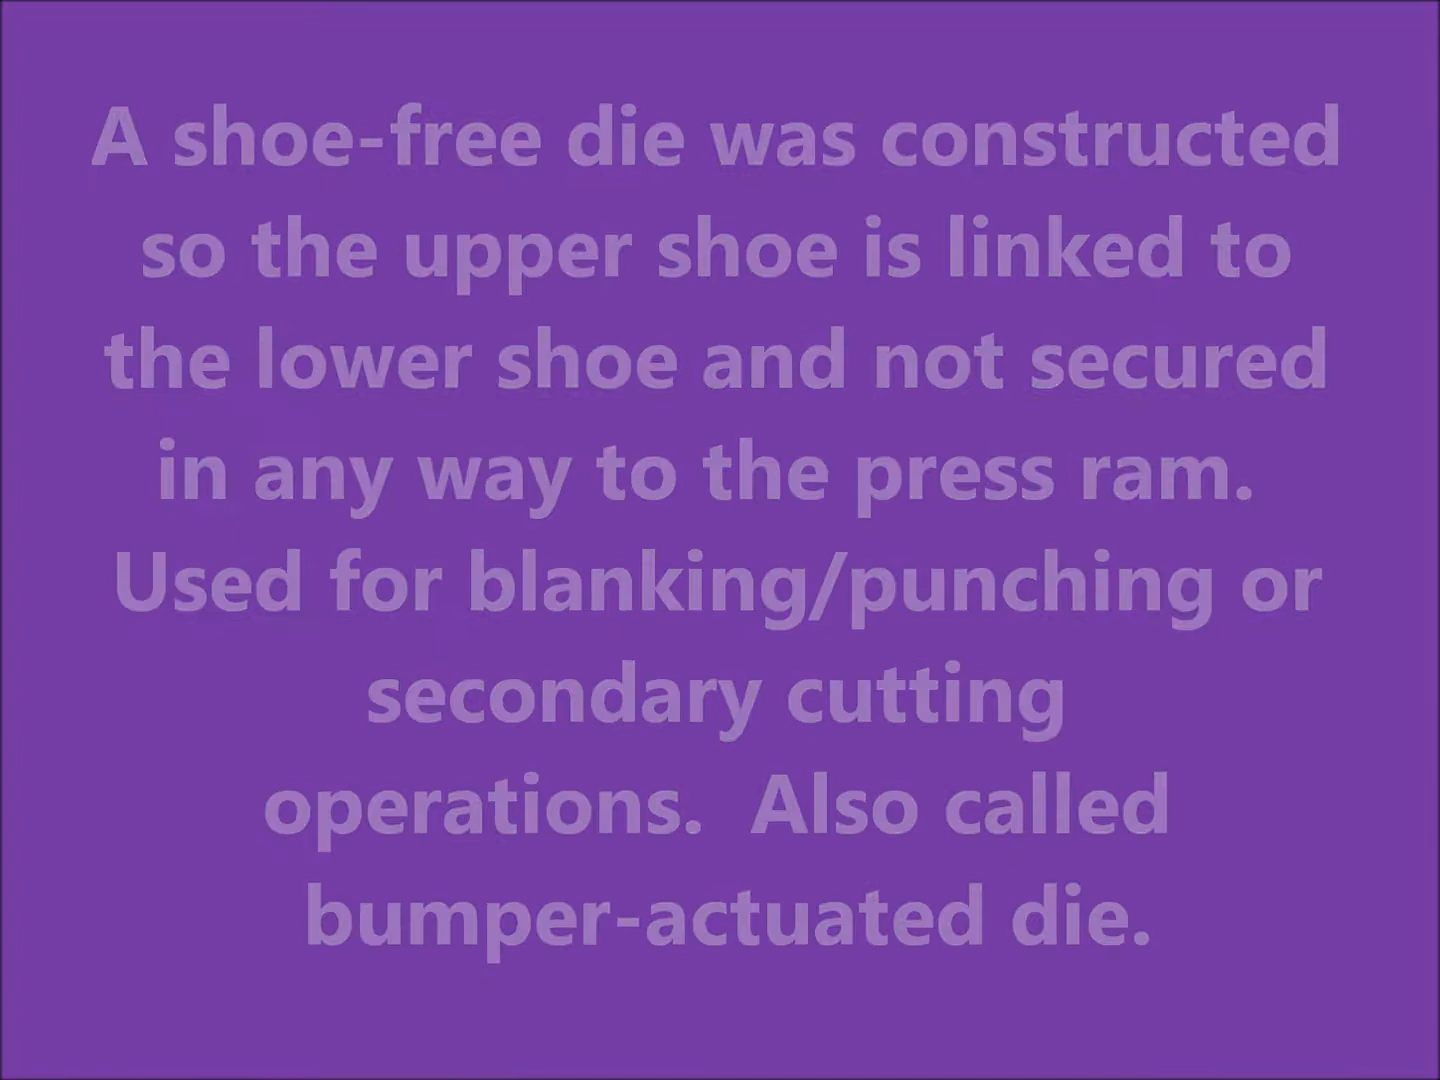 A shoe-free die was constructed
so the upper shoe is linked to
the lower shoe and not secured
in any way to the press ram.
Used for blanking/punching or
secondary cutting
operations.  Also called
bumper-actuated die.